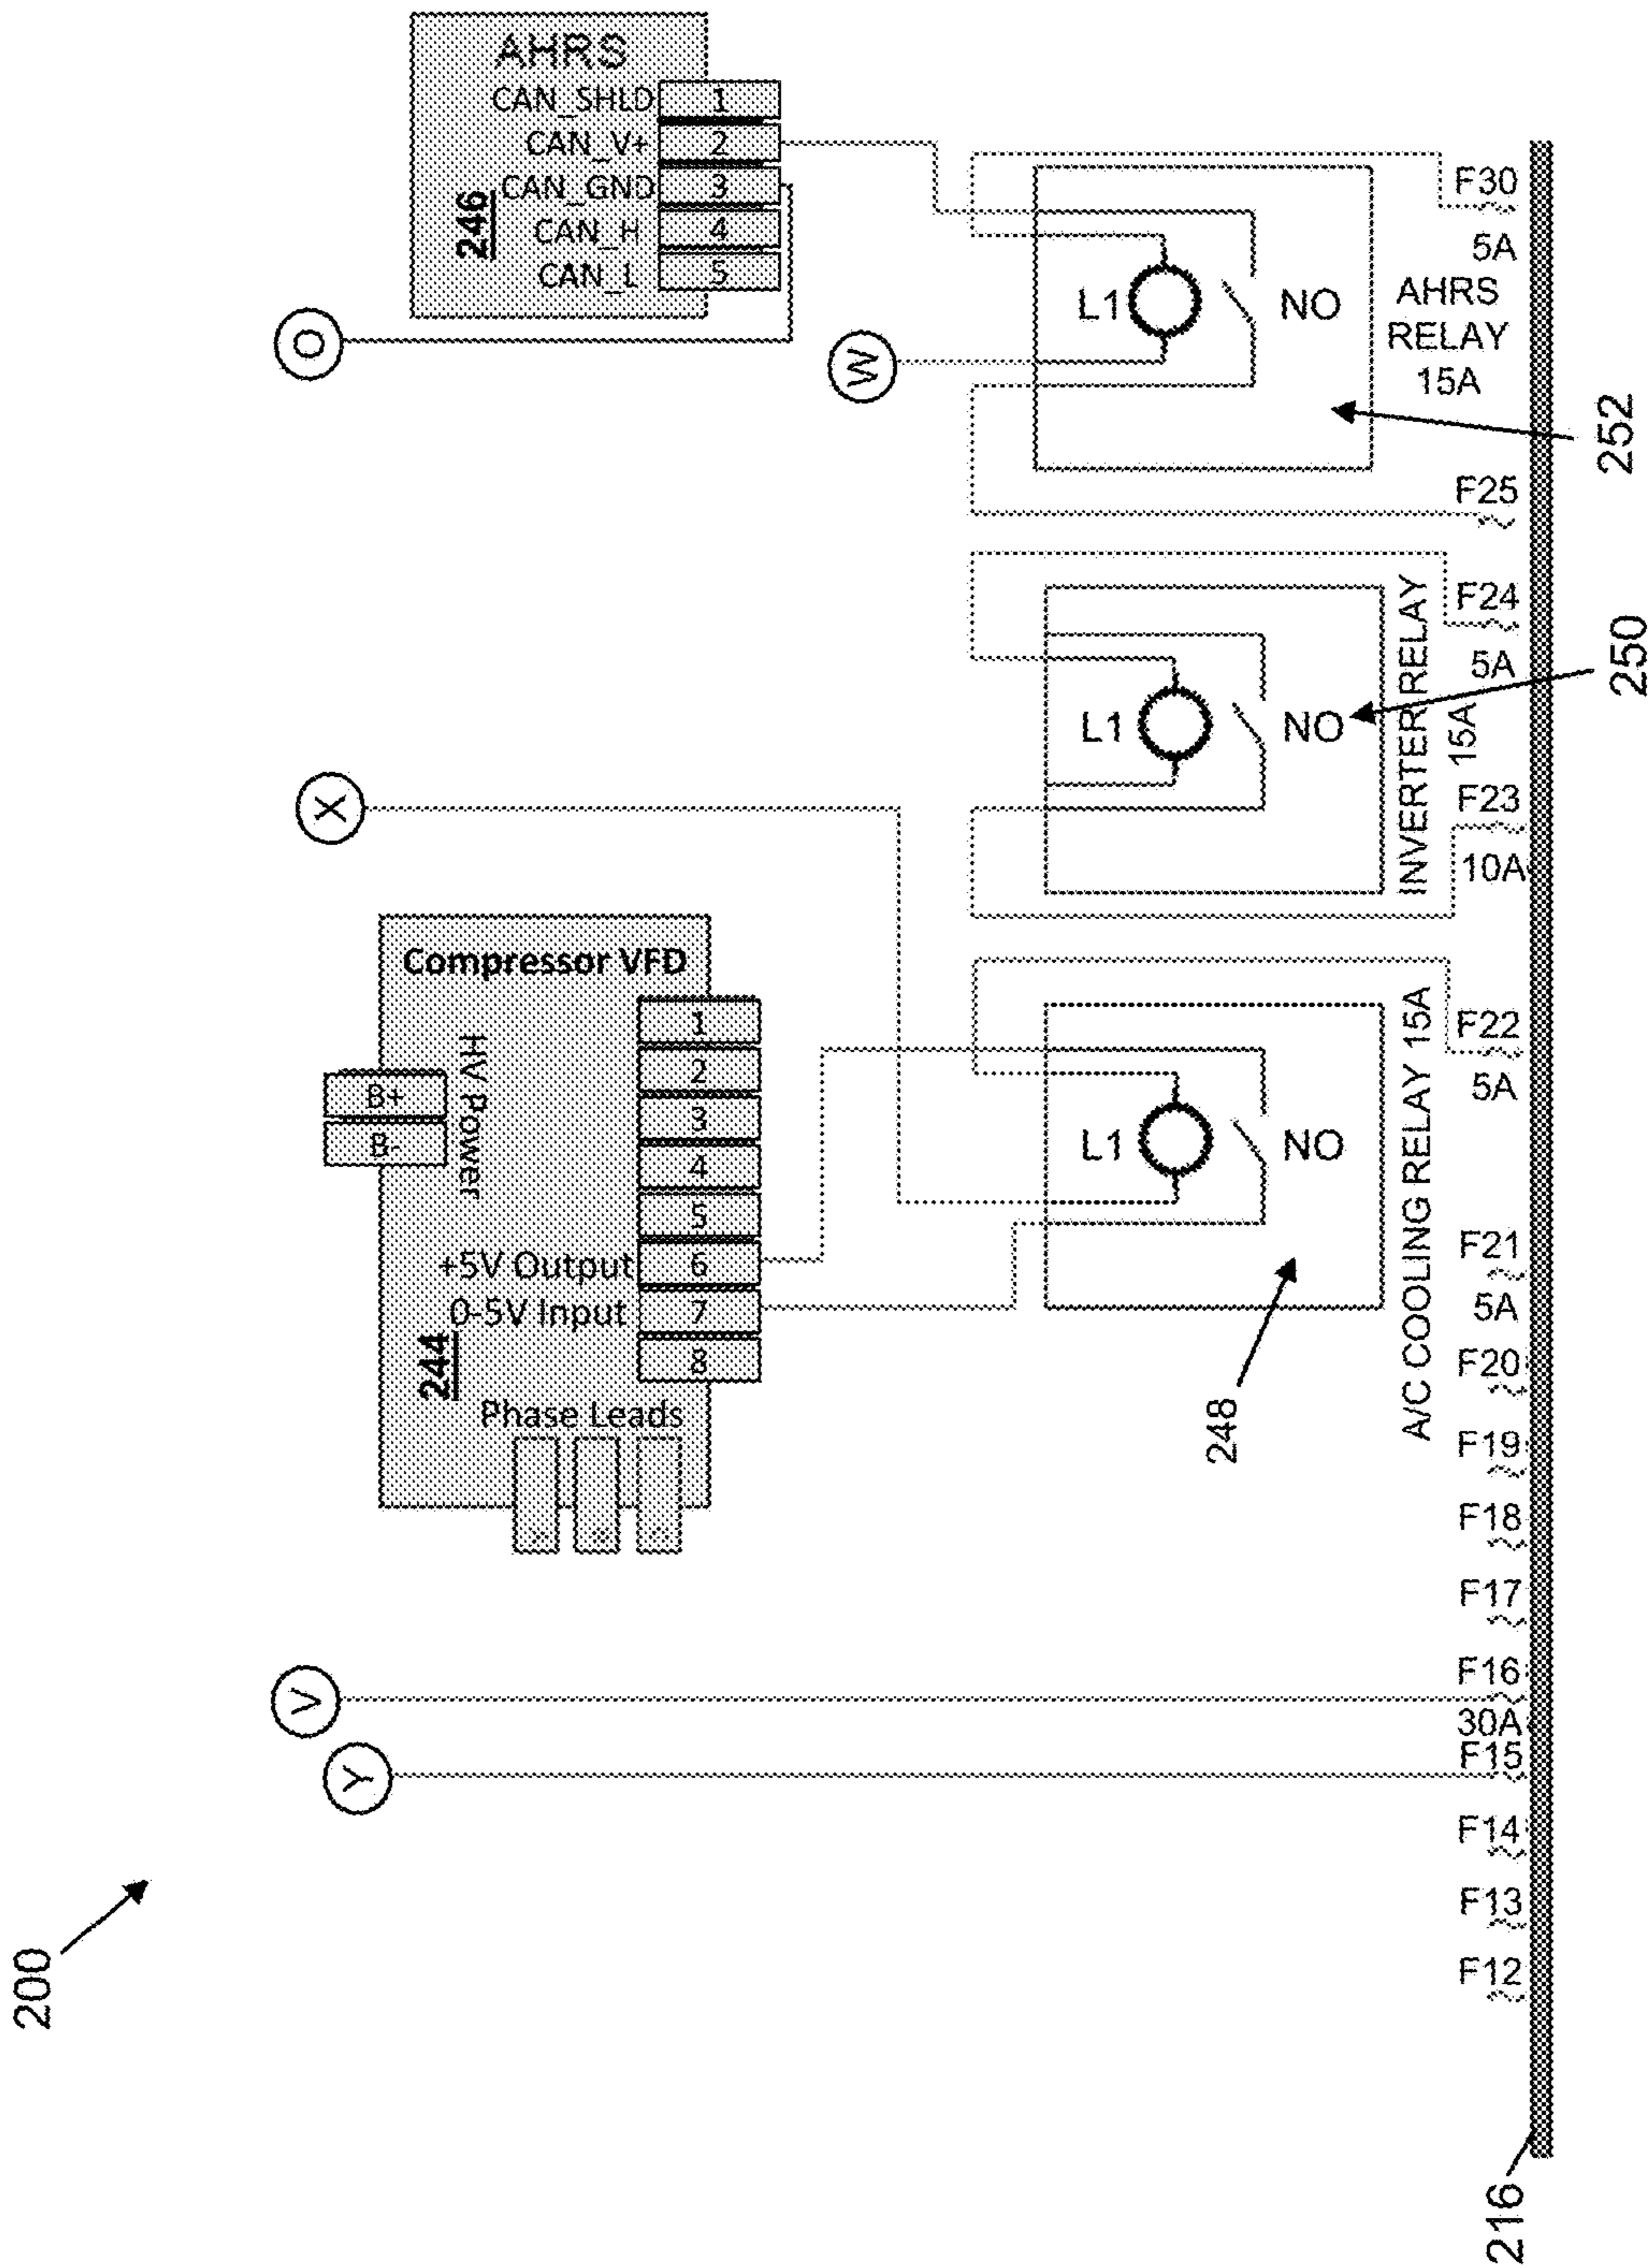 200
AHRS
CAN_SHLD 1
CAN_V+ 2
CAN_GND 3
CAN_H 4
CAN_L 5
246
O
W
X
V
Y
Compressor VFD
HV Power
B+
B-
1
2
3
4
5
+5V Output 6
0-5V Input 7
8
244
Phase Leads
L1
NO
AHRS
RELAY
15A
252
L1
NO
INVERTER RELAY
15A
250
L1
NO
A/C COOLING RELAY 15A
248
F30
5A
F25
F24
5A
F23
10A
F22
5A
F21
5A
F20
F19
F18
F17
F16
30A
F15
F14
F13
F12
216